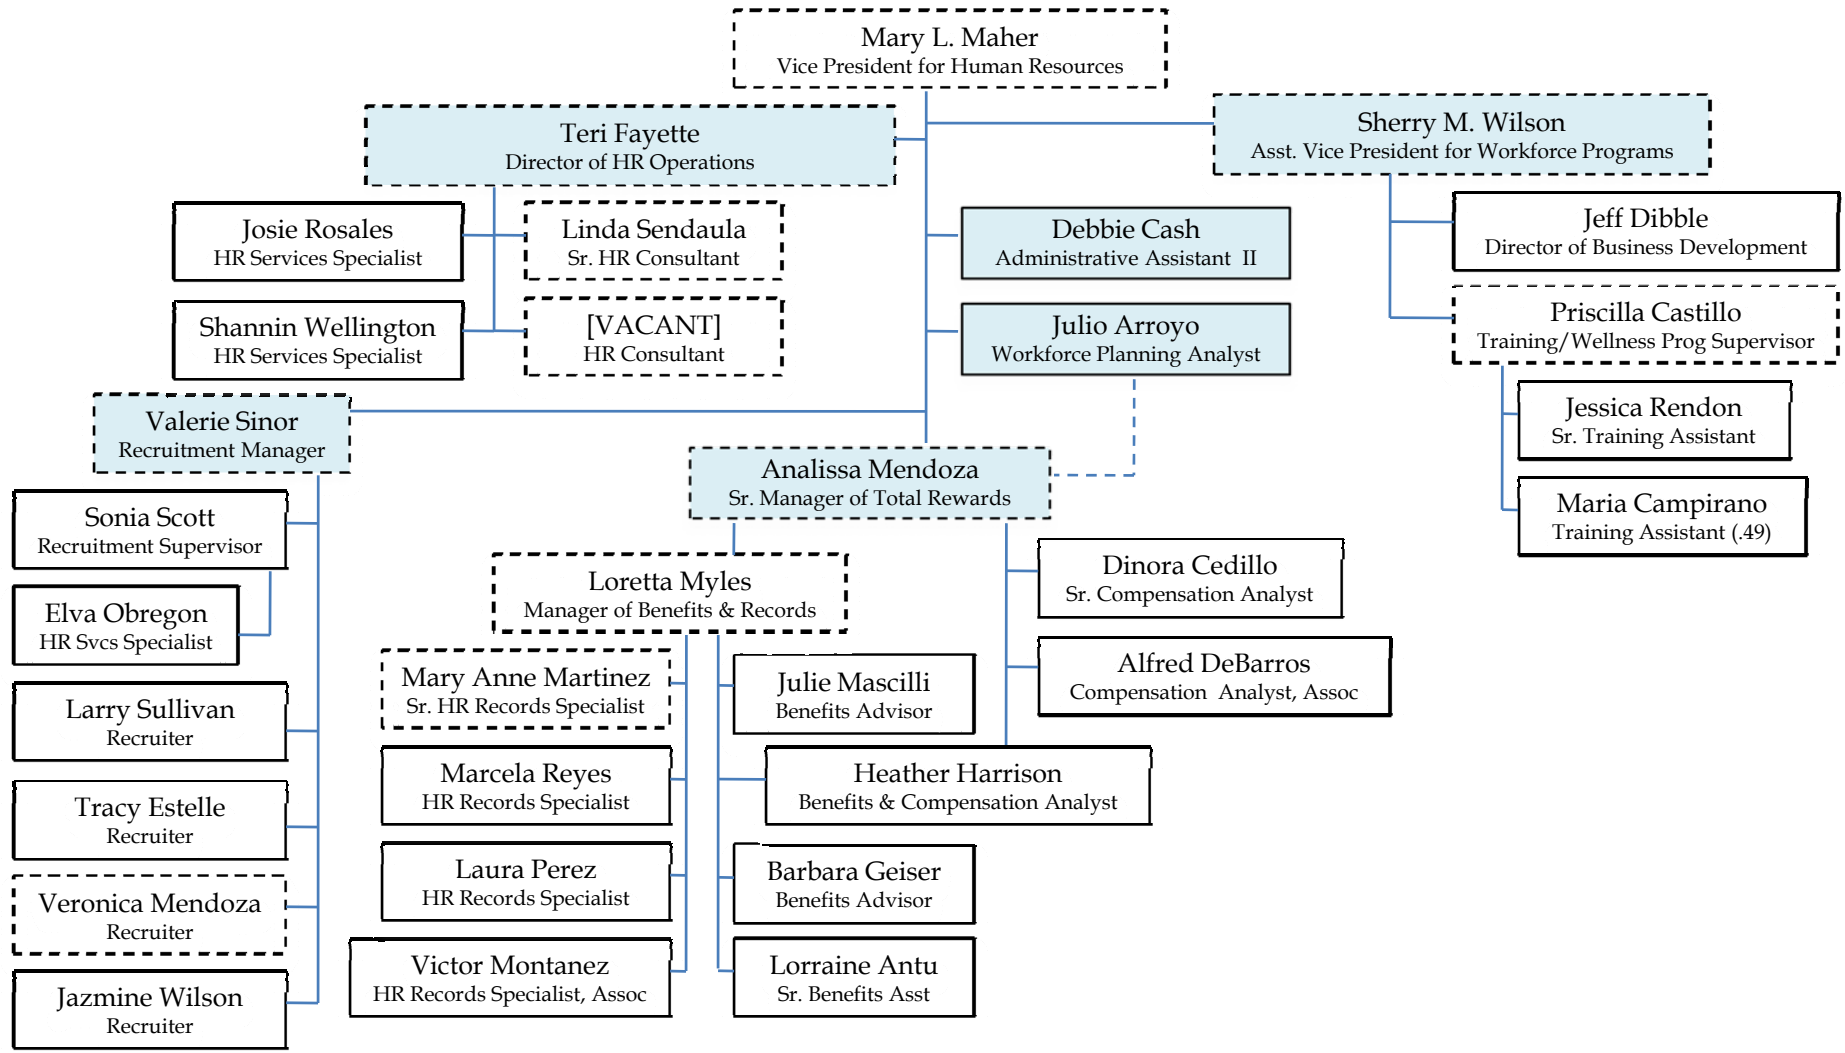 Mary L. Maher
Vice President for Human Resources
Teri Fayette
Director of HR Operations
Sherry M. Wilson
Asst. Vice President for Workforce Programs
Josie Rosales
HR Services Specialist
Linda Sendaula
Sr. HR Consultant
Shannin Wellington
HR Services Specialist
[VACANT]
HR Consultant
Debbie Cash
Administrative Assistant II
Julio Arroyo
Workforce Planning Analyst
Jeff Dibble
Director of Business Development
Priscilla Castillo
Training/Wellness Prog Supervisor
Jessica Rendon
Sr. Training Assistant
Maria Campirano
Training Assistant (.49)
Valerie Sinor
Recruitment Manager
Sonia Scott
Recruitment Supervisor
Elva Obregon
HR Svcs Specialist
Larry Sullivan
Recruiter
Tracy Estelle
Recruiter
Veronica Mendoza
Recruiter
Jazmine Wilson
Recruiter
Analissa Mendoza
Sr. Manager of Total Rewards
Loretta Myles
Manager of Benefits & Records
Mary Anne Martinez
Sr. HR Records Specialist
Marcela Reyes
HR Records Specialist
Laura Perez
HR Records Specialist
Victor Montanez
HR Records Specialist, Assoc
Julie Mascilli
Benefits Advisor
Heather Harrison
Benefits & Compensation Analyst
Barbara Geiser
Benefits Advisor
Lorraine Antu
Sr. Benefits Asst
Dinora Cedillo
Sr. Compensation Analyst
Alfred DeBarros
Compensation Analyst, Assoc